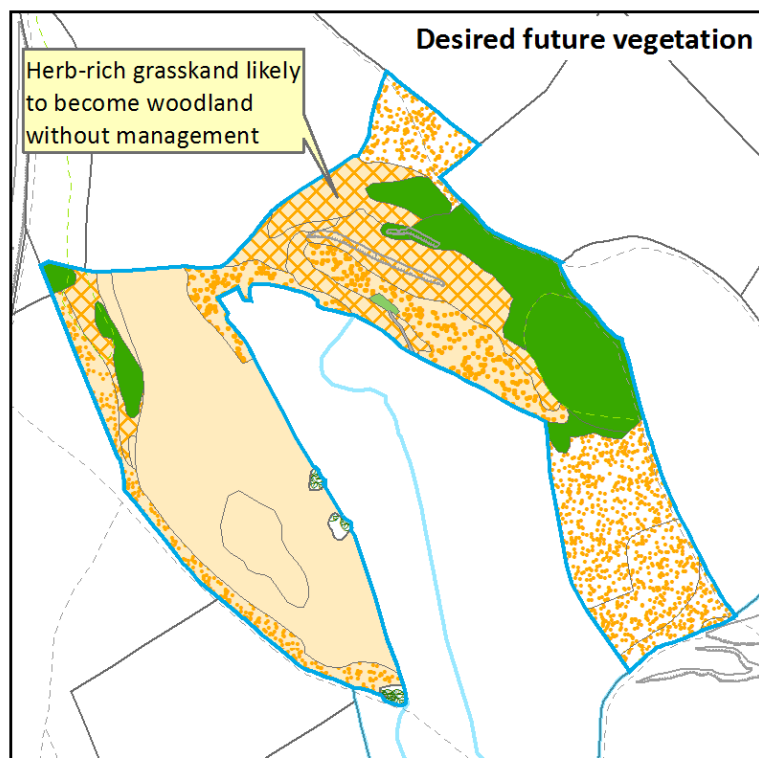 Desired future vegetation
Herb-rich grasskand likely
to become woodland
without management